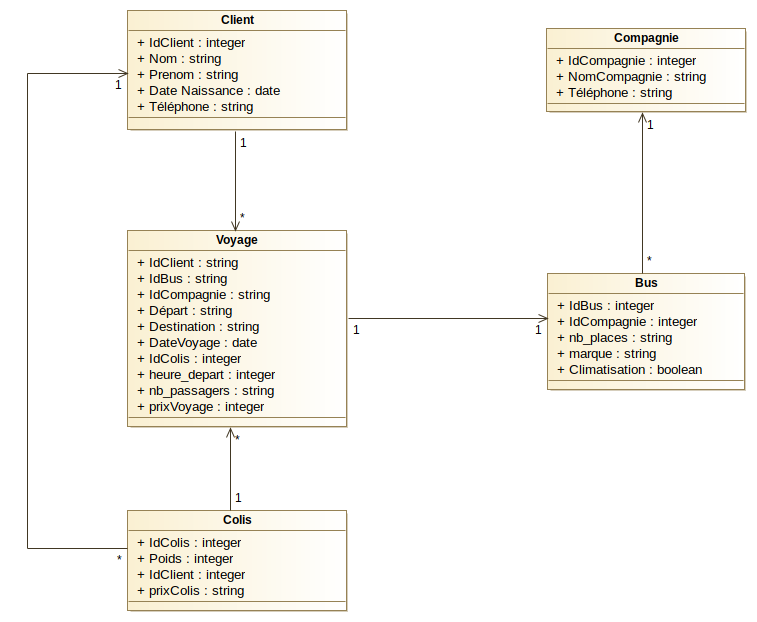 Client
+ IdClient : integer
+ Nom : string
+ Prenom : string
+ Date Naissance : date
+ Téléphone : string
1
1
*
Compagnie
+ IdCompagnie : integer
+ NomCompagnie : string
+ Téléphone : string
1
*
Voyage
+ IdClient : string
+ IdBus : string
+ IdCompagnie : string
+ Départ : string
+ Destination : string
+ DateVoyage : date
+ IdColis : integer
+ heure_depart : integer
+ nb_passagers : string
+ prixVoyage : integer
1
1
Bus
+ IdBus : integer
+ IdCompagnie : integer
+ nb_places : string
+ marque : string
+ Climatisation : boolean
*
1
Colis
+ IdColis : integer
+ Poids : integer
+ IdClient : integer
+ prixColis : string
*